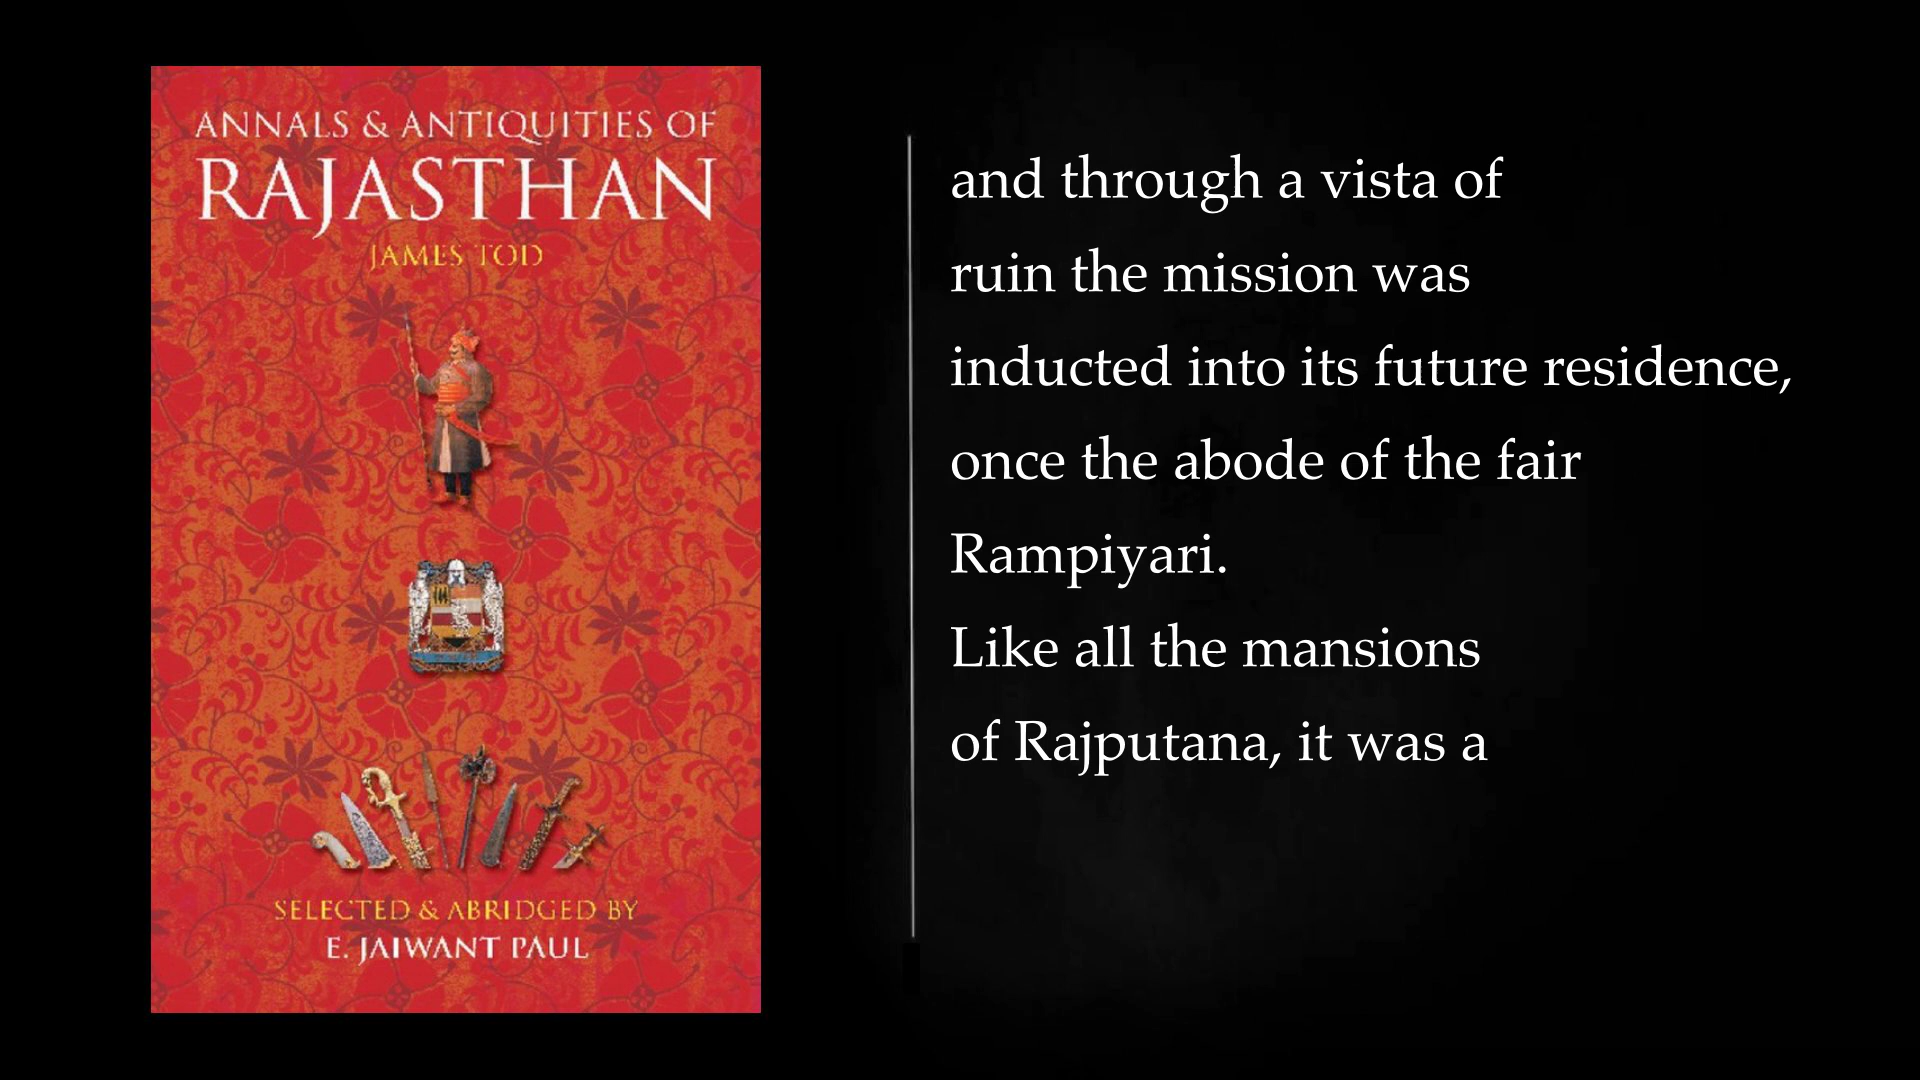 ANNALS & ANTIQUITIES OF
RAJASTHAN
JAMES TOD
SELECTED & ABRIDGED BY
E. JAIWANT PAUL
and through a vista of
ruin the mission was
inducted into its future residence,
once the abode of the fair
Rampiyari.
Like all the mansions
of Rajputana, it was a